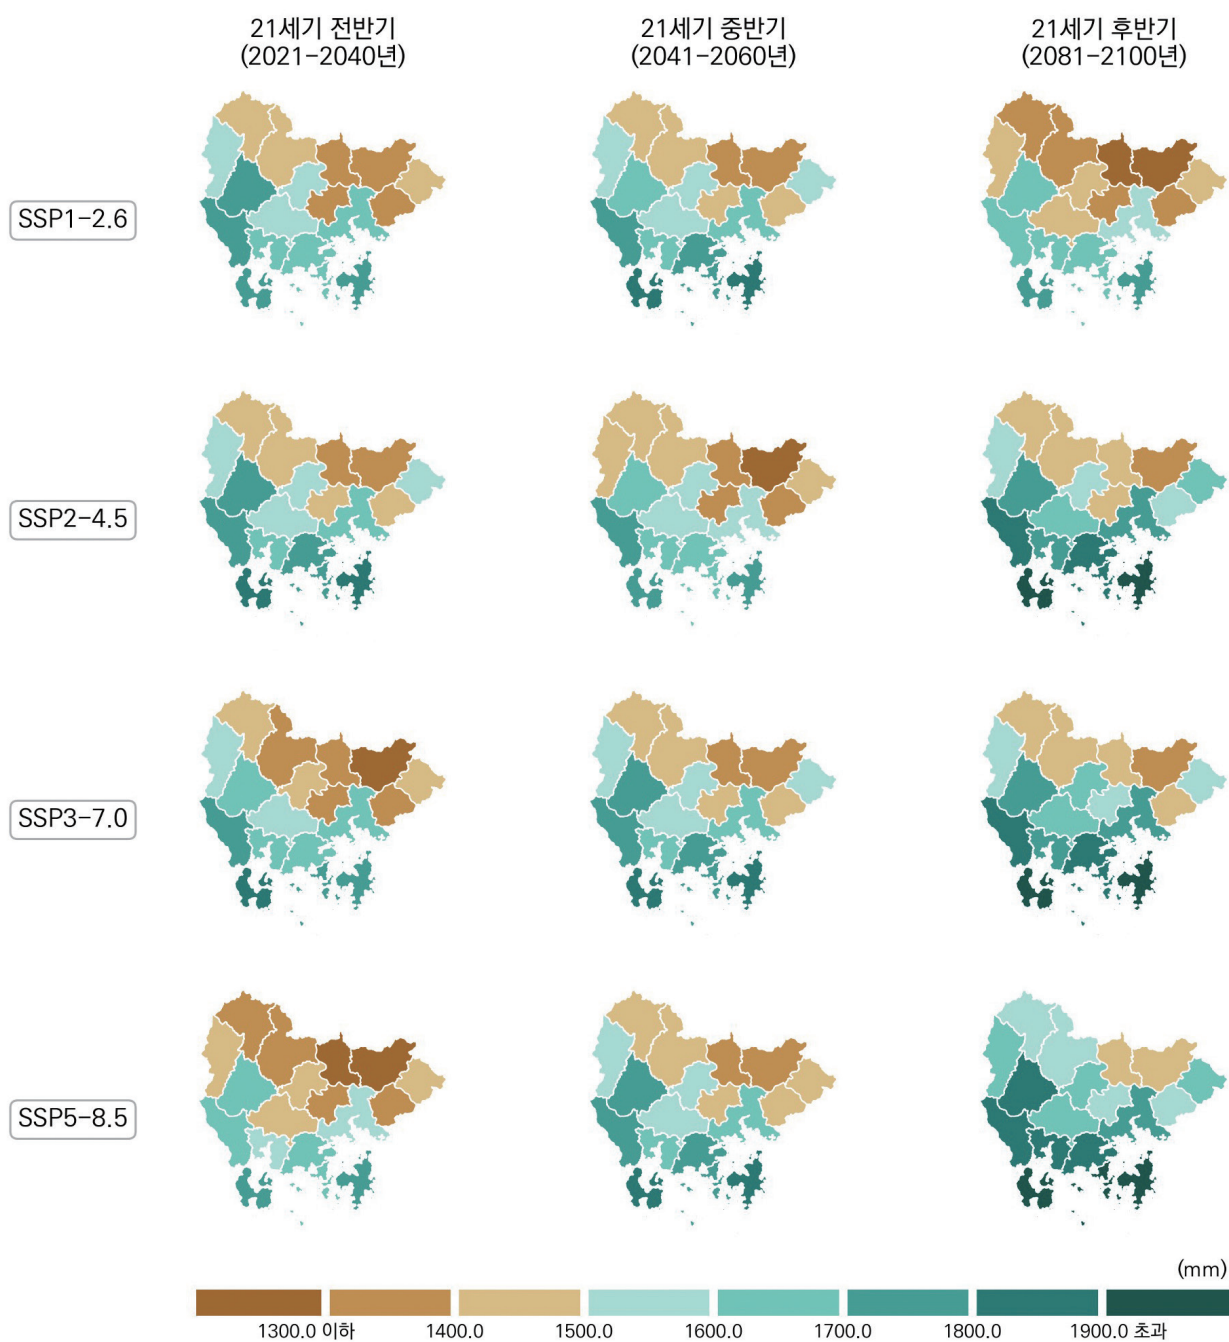 21세기 전반기
(2021-2040년)
21세기 중반기
(2041-2060년)
21세기 후반기
(2081-2100년)
SSP1-2.6
SSP2-4.5
SSP3-7.0
SSP5-8.5
(mm)
1300.0 이하 1400.0 1500.0 1600.0 1700.0 1800.0 1900.0 초과